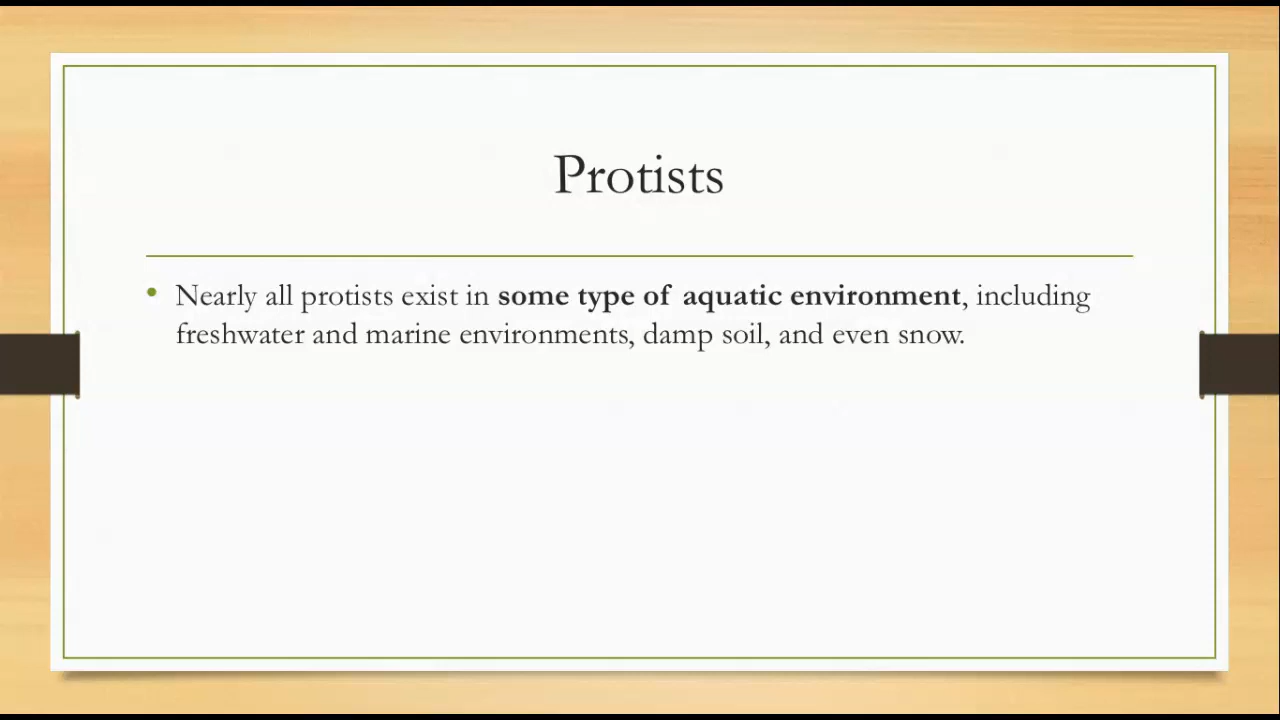 Protists
• Nearly all protists exist in some type of aquatic environment, including
freshwater and marine environments, damp soil, and even snow.